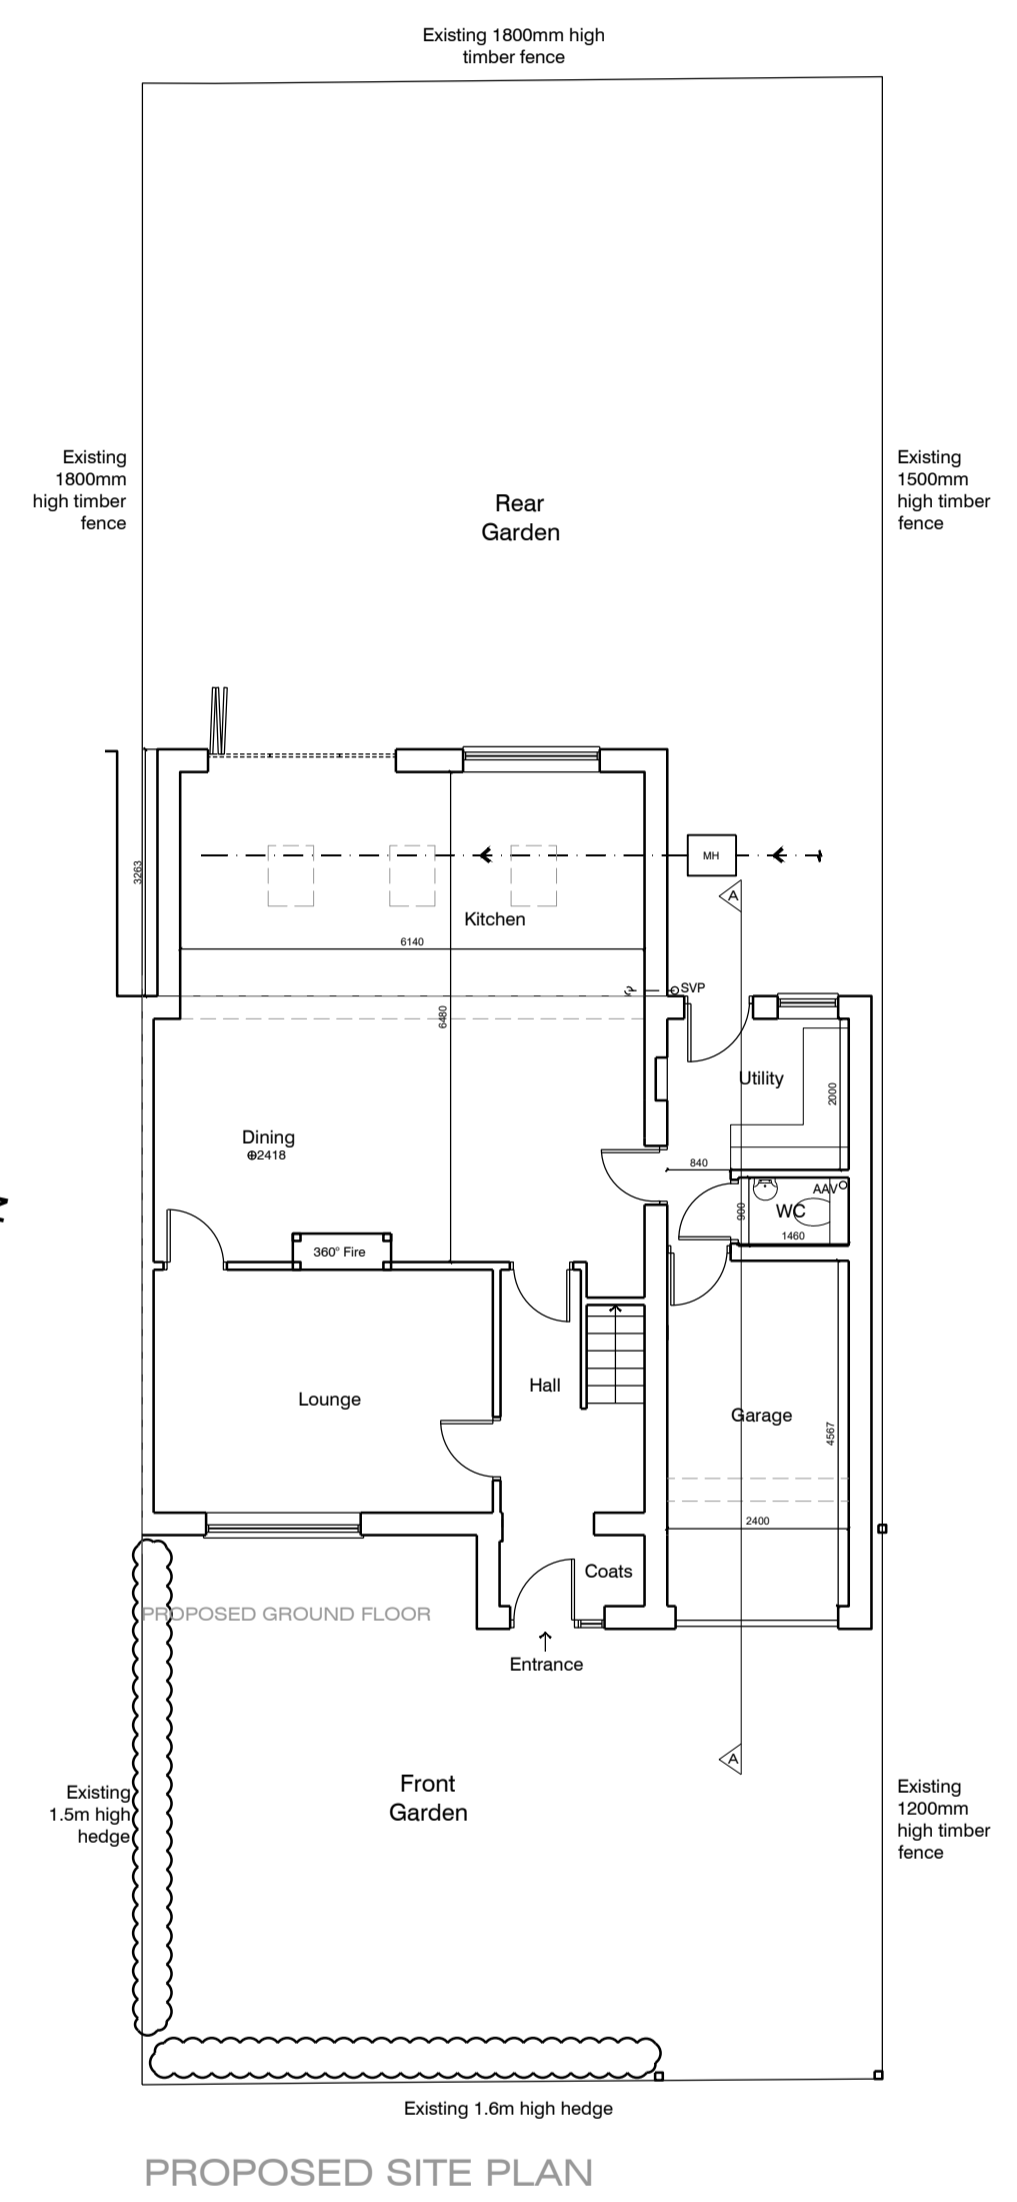 Existing 1800mm high
timber fence
Existing
1800mm
high timber
fence
Existing
1500mm
high timber
fence
Rear
Garden
MH
3263
A
Kitchen
6140
SVP
6480
Utility
2000
Dining
⊕2418
840
AAV
WC
900
1460
360° Fire
Hall
Lounge
Garage
4567
2400
Coats
PROPOSED GROUND FLOOR
Entrance
A
Front
Garden
Existing
1.5m high
hedge
Existing
1200mm
high timber
fence
Existing 1.6m high hedge
PROPOSED SITE PLAN